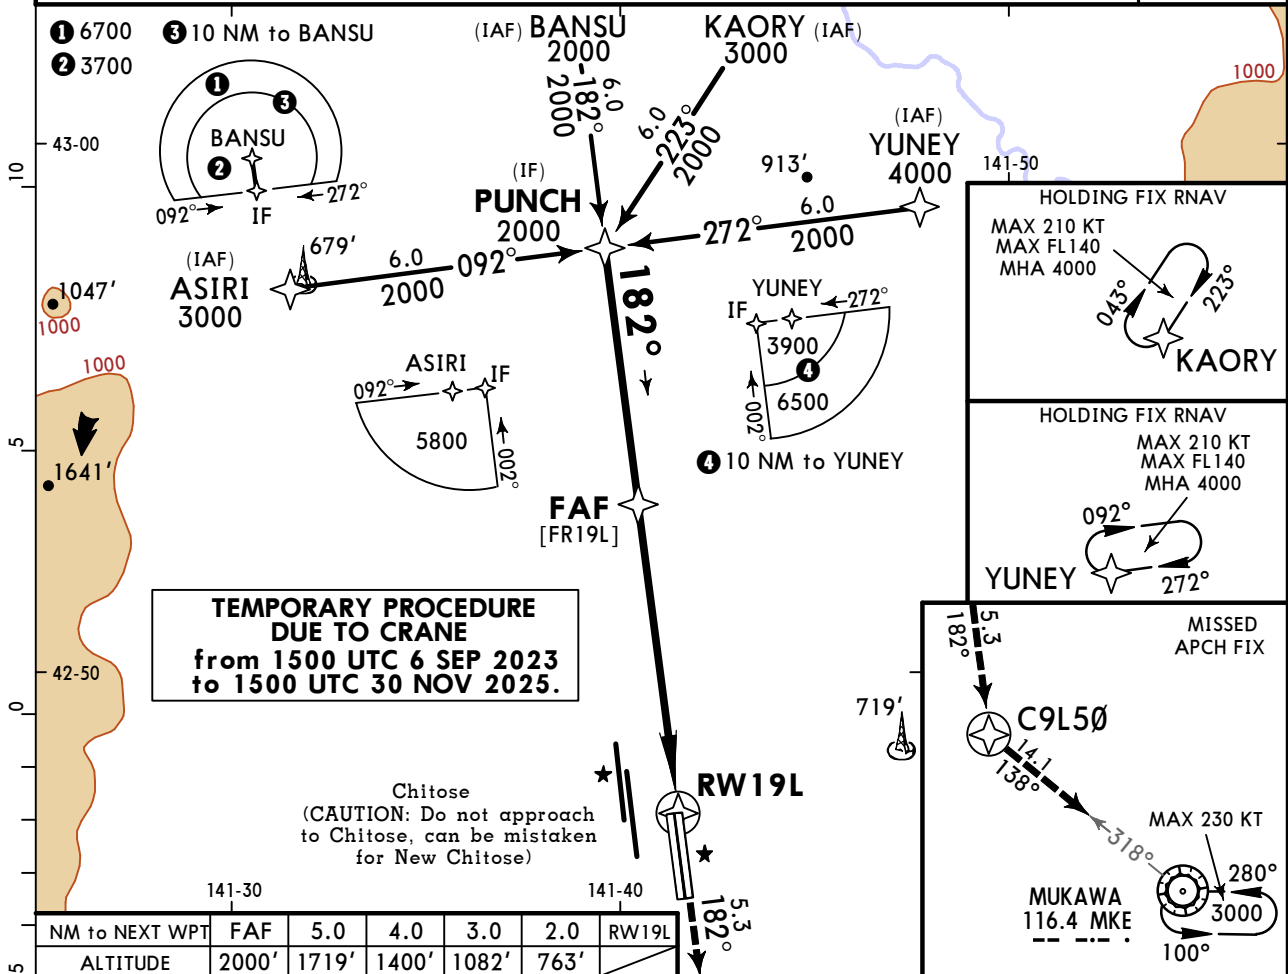 ❶ 6700
❸ 10 NM to BANSU
❷ 3700
❶
❸
BANSU
❷
092°
IF
272°
(IAF) BANSU
2000
6.0
182°
2000
KAORY (IAF)
3000
6.0
223°
2000
(IAF)
YUNEY
4000
913'
6.0
272°
2000
(IF)
PUNCH
2000
(IAF)
ASIRI
3000
679'
6.0
092°
2000
182°
43-00
141-50
10
1000
1047'
1000
1000
1641'
5
YUNEY
IF
272°
3900
❹
6500
002°
❹ 10 NM to YUNEY
ASIRI
IF
092°
5800
002°
FAF
[FR19L]
HOLDING FIX RNAV
MAX 210 KT
MAX FL140
MHA 4000
043°
223°
KAORY
HOLDING FIX RNAV
MAX 210 KT
MAX FL140
MHA 4000
092°
YUNEY
272°
TEMPORARY PROCEDURE
DUE TO CRANE
from 1500 UTC 6 SEP 2023
to 1500 UTC 30 NOV 2025.
42-50
0
719'
RW19L
Chitose
(CAUTION: Do not approach
to Chitose, can be mistaken
for New Chitose)
141-30
141-40
5.3
182°
MISSED
APCH FIX
5.3
182°
C9L5Ø
14.1
138°
MAX 230 KT
318°
280°
MUKAWA
116.4 MKE
3000
100°
NM to NEXT WPT FAF 5.0 4.0 3.0 2.0 RW19L
ALTITUDE 2000' 1719' 1400' 1082' 763'
5